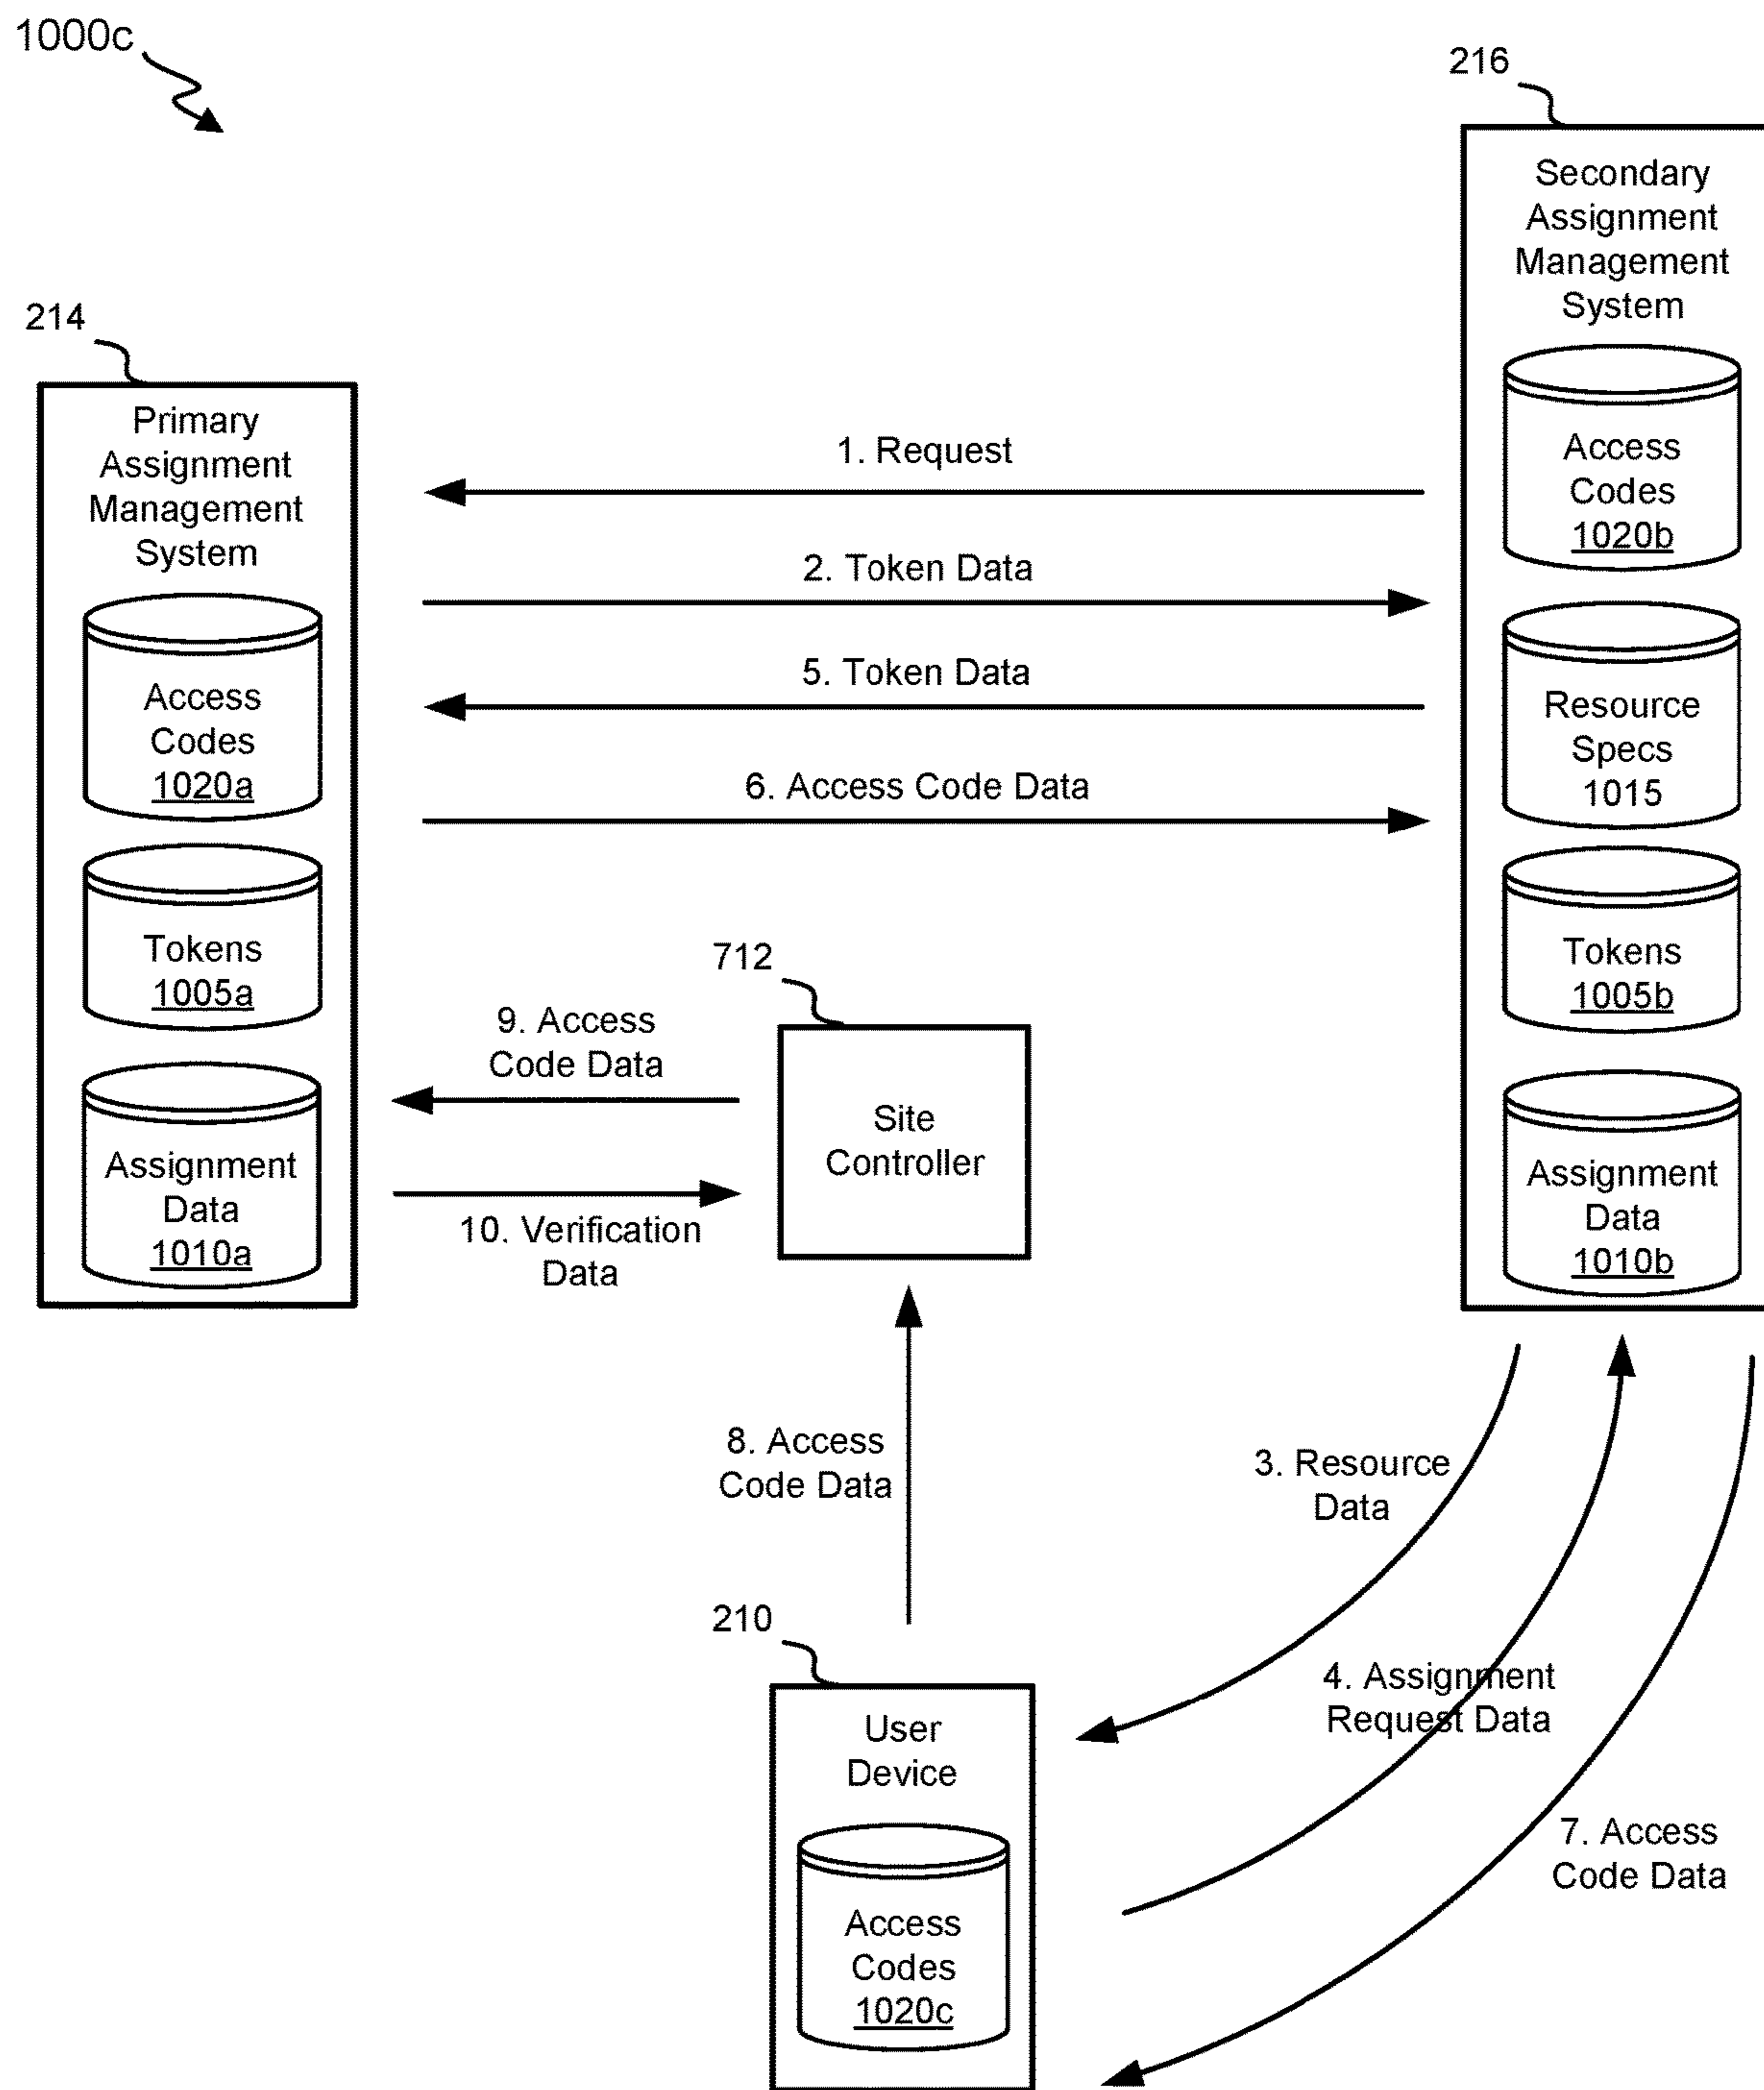 1000c
216
Secondary
Assignment
Management
System
214
Primary
Assignment
Management
System
1. Request
Access
Codes
1020b
2. Token Data
Access
Codes
1020a
5. Token Data
Resource
Specs
1015
6. Access Code Data
Tokens
1005a
Tokens
1005b
712
9. Access
Code Data
Site
Controller
Assignment
Data
1010a
10. Verification
Data
Assignment
Data
1010b
8. Access
Code Data
3. Resource
Data
210
4. Assignment
Request Data
User
Device
7. Access
Code Data
Access
Codes
1020c